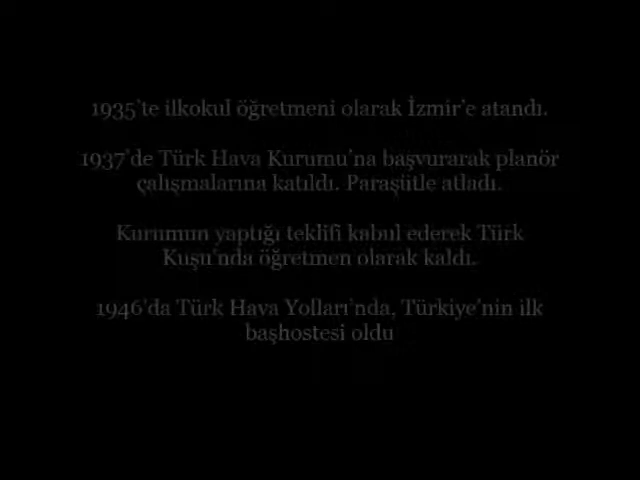 1935'te ilkokul öğretmeni olarak İzmir'e atandı.
1937'de Türk Hava Kurumu'na başvurarak planör
çalışmalarına katıldı. Paraşütle atladı.
Kurumun yaptığı teklifi kabul ederek Türk
Kuşu'nda öğretmen olarak kaldı.
1946'da Türk Hava Yolları'nda, Türkiye'nin ilk
başhostesi oldu